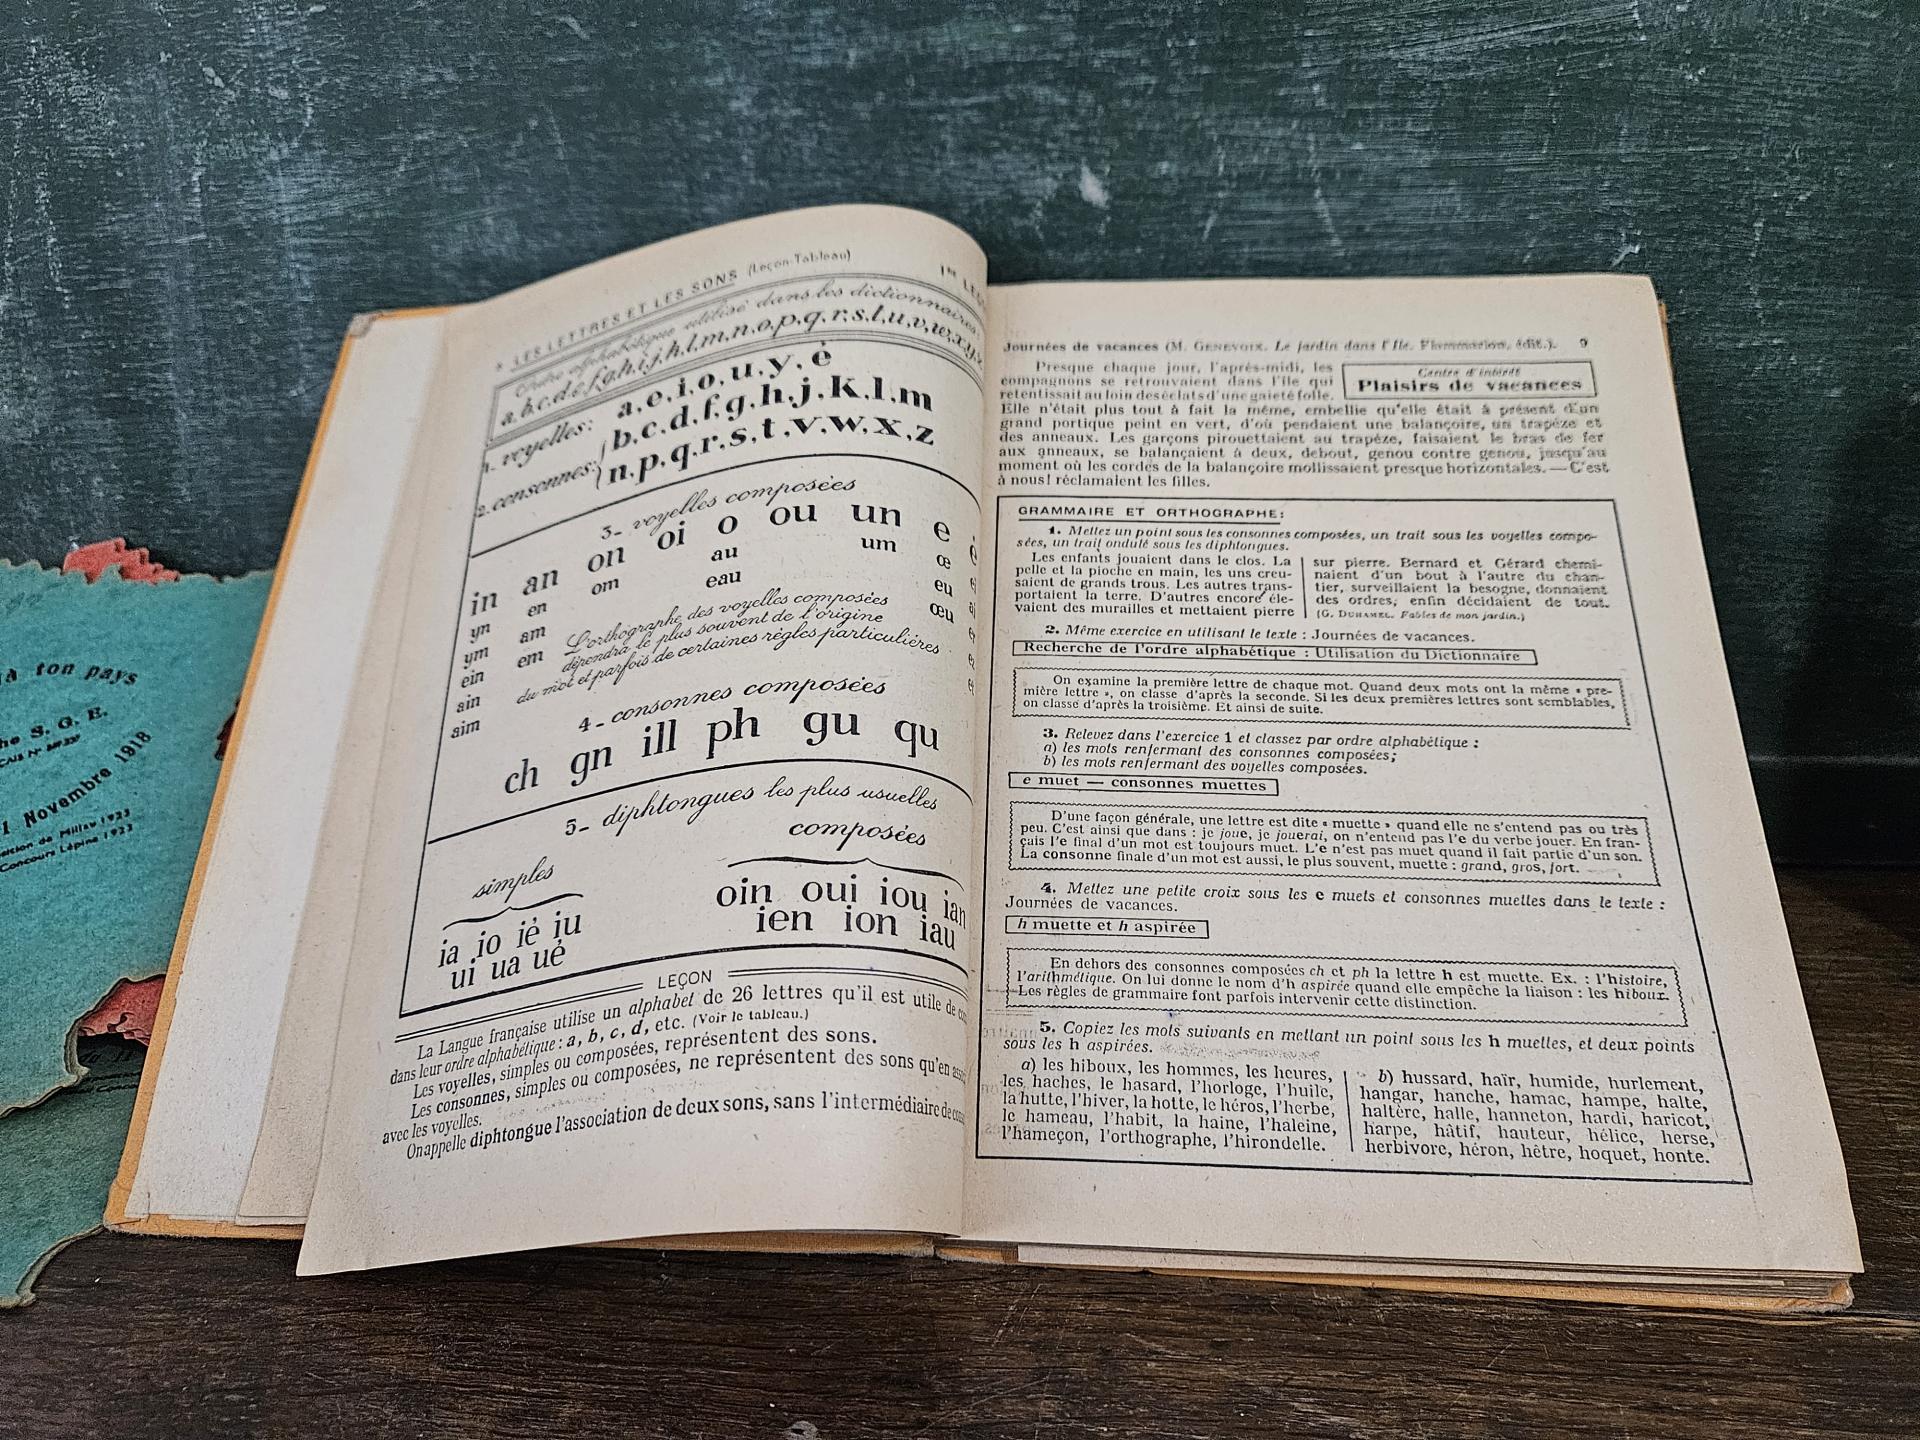 à ton pays
he S. G. E.
Novembre 1918
sition de Millau 1923
Concours Lépine 1923
LES LETTRES ET LES SONS (Leçon-Tableau)
1re
Ordre alphabétique utilisé dans les dictionnaires
a,b,c,d,e,f,g,h,i,j,k,l,m,n,o,p,q,r,s,t,u,v,w,x,y,z
1. voyelles: a,e,i,o,u,y,é
2. consonnes: b,c,d,f,g,h,j,K,l,m
n,p,q,r,s,t,v,w,x,z
3- voyelles composées
in an on oi o ou un e è
yn en om au um œ
ym am eau eu
ein em œu
ain
aim
L'orthographe des voyelles composées
dépendra le plus souvent de l'origine
du mot et parfois de certaines règles particulières
4- consonnes composées
ch gn ill ph gu qu
5- diphtongues les plus usuelles
simples composées
ia io ié iu
ui ua ué
oin oui iou ian
ien ion iau
LEÇON
La Langue française utilise un alphabet de 26 lettres qu'il est utile de
dans leur ordre alphabétique : a, b, c, d, etc. (Voir le tableau.)
Les voyelles, simples ou composées, représentent des sons.
Les consonnes, simples ou composées, ne représentent des sons qu'en
avec les voyelles.
On appelle diphtongue l'association de deux sons, sans l'intermédiaire de
Journées de vacances (M. GENEVOIX. Le jardin dans l'île. Flammarion, édit.). 9
Centre d'intérêt
Plaisirs de vacances
Presque chaque jour, l'après-midi, les
compagnons se retrouvaient dans l'île qui
retentissait au loin des éclats d'une gaieté folle.
Elle n'était plus tout à fait la même, embellie qu'elle était à présent d'un
grand portique peint en vert, d'où pendaient une balançoire, un trapèze et
des anneaux. Les garçons pirouettaient au trapèze, faisaient le bras de fer
aux anneaux, se balançaient à deux, debout, genou contre genou, jusqu'au
moment où les cordes de la balançoire mollissaient presque horizontales. — C'est
à nous! réclamaient les filles.
GRAMMAIRE ET ORTHOGRAPHE:
1. Mettez un point sous les consonnes composées, un trait sous les voyelles compo-
sées, un trait ondulé sous les diphtongues.
Les enfants jouaient dans le clos. La
pelle et la pioche en main, les uns creu-
saient de grands trous. Les autres trans-
portaient la terre. D'autres encore éle-
vaient des murailles et mettaient pierre
sur pierre. Bernard et Gérard chemi-
naient d'un bout à l'autre du chan-
tier, surveillaient la besogne, donnaient
des ordres, enfin décidaient de tout.
(G. DUHAMEL. Fables de mon jardin.)
2. Même exercice en utilisant le texte : Journées de vacances.
Recherche de l'ordre alphabétique : Utilisation du Dictionnaire
On examine la première lettre de chaque mot. Quand deux mots ont la même « pre-
mière lettre », on classe d'après la seconde. Si les deux premières lettres sont semblables,
on classe d'après la troisième. Et ainsi de suite.
3. Relevez dans l'exercice 1 et classez par ordre alphabétique :
a) les mots renfermant des consonnes composées;
b) les mots renfermant des voyelles composées.
e muet — consonnes muettes
D'une façon générale, une lettre est dite « muette » quand elle ne s'entend pas ou très
peu. C'est ainsi que dans : je joue, je jouerai, on n'entend pas l'e du verbe jouer. En fran-
çais l'e final d'un mot est toujours muet. L'e n'est pas muet quand il fait partie d'un son.
La consonne finale d'un mot est aussi, le plus souvent, muette : grand, gros, fort.
4. Mettez une petite croix sous les e muets et consonnes muettes dans le texte :
Journées de vacances.
h muette et h aspirée
En dehors des consonnes composées ch et ph la lettre h est muette. Ex. : l'histoire,
l'arithmétique. On lui donne le nom d'h aspirée quand elle empêche la liaison : les hiboux.
Les règles de grammaire font parfois intervenir cette distinction.
5. Copiez les mots suivants en mettant un point sous les h muettes, et deux points
sous les h aspirées.
a) les hiboux, les hommes, les heures,
les haches, le hasard, l'horloge, l'huile,
la hutte, l'hiver, la hotte, le héros, l'herbe,
le hameau, l'habit, la haine, l'haleine,
l'hameçon, l'orthographe, l'hirondelle.
b) hussard, haïr, humide, hurlement,
hangar, hanche, hamac, hampe, halte,
haltère, halle, hanneton, hardi, haricot,
harpe, hâtif, hauteur, hélice, herse,
herbivore, héron, hêtre, hoquet, honte.